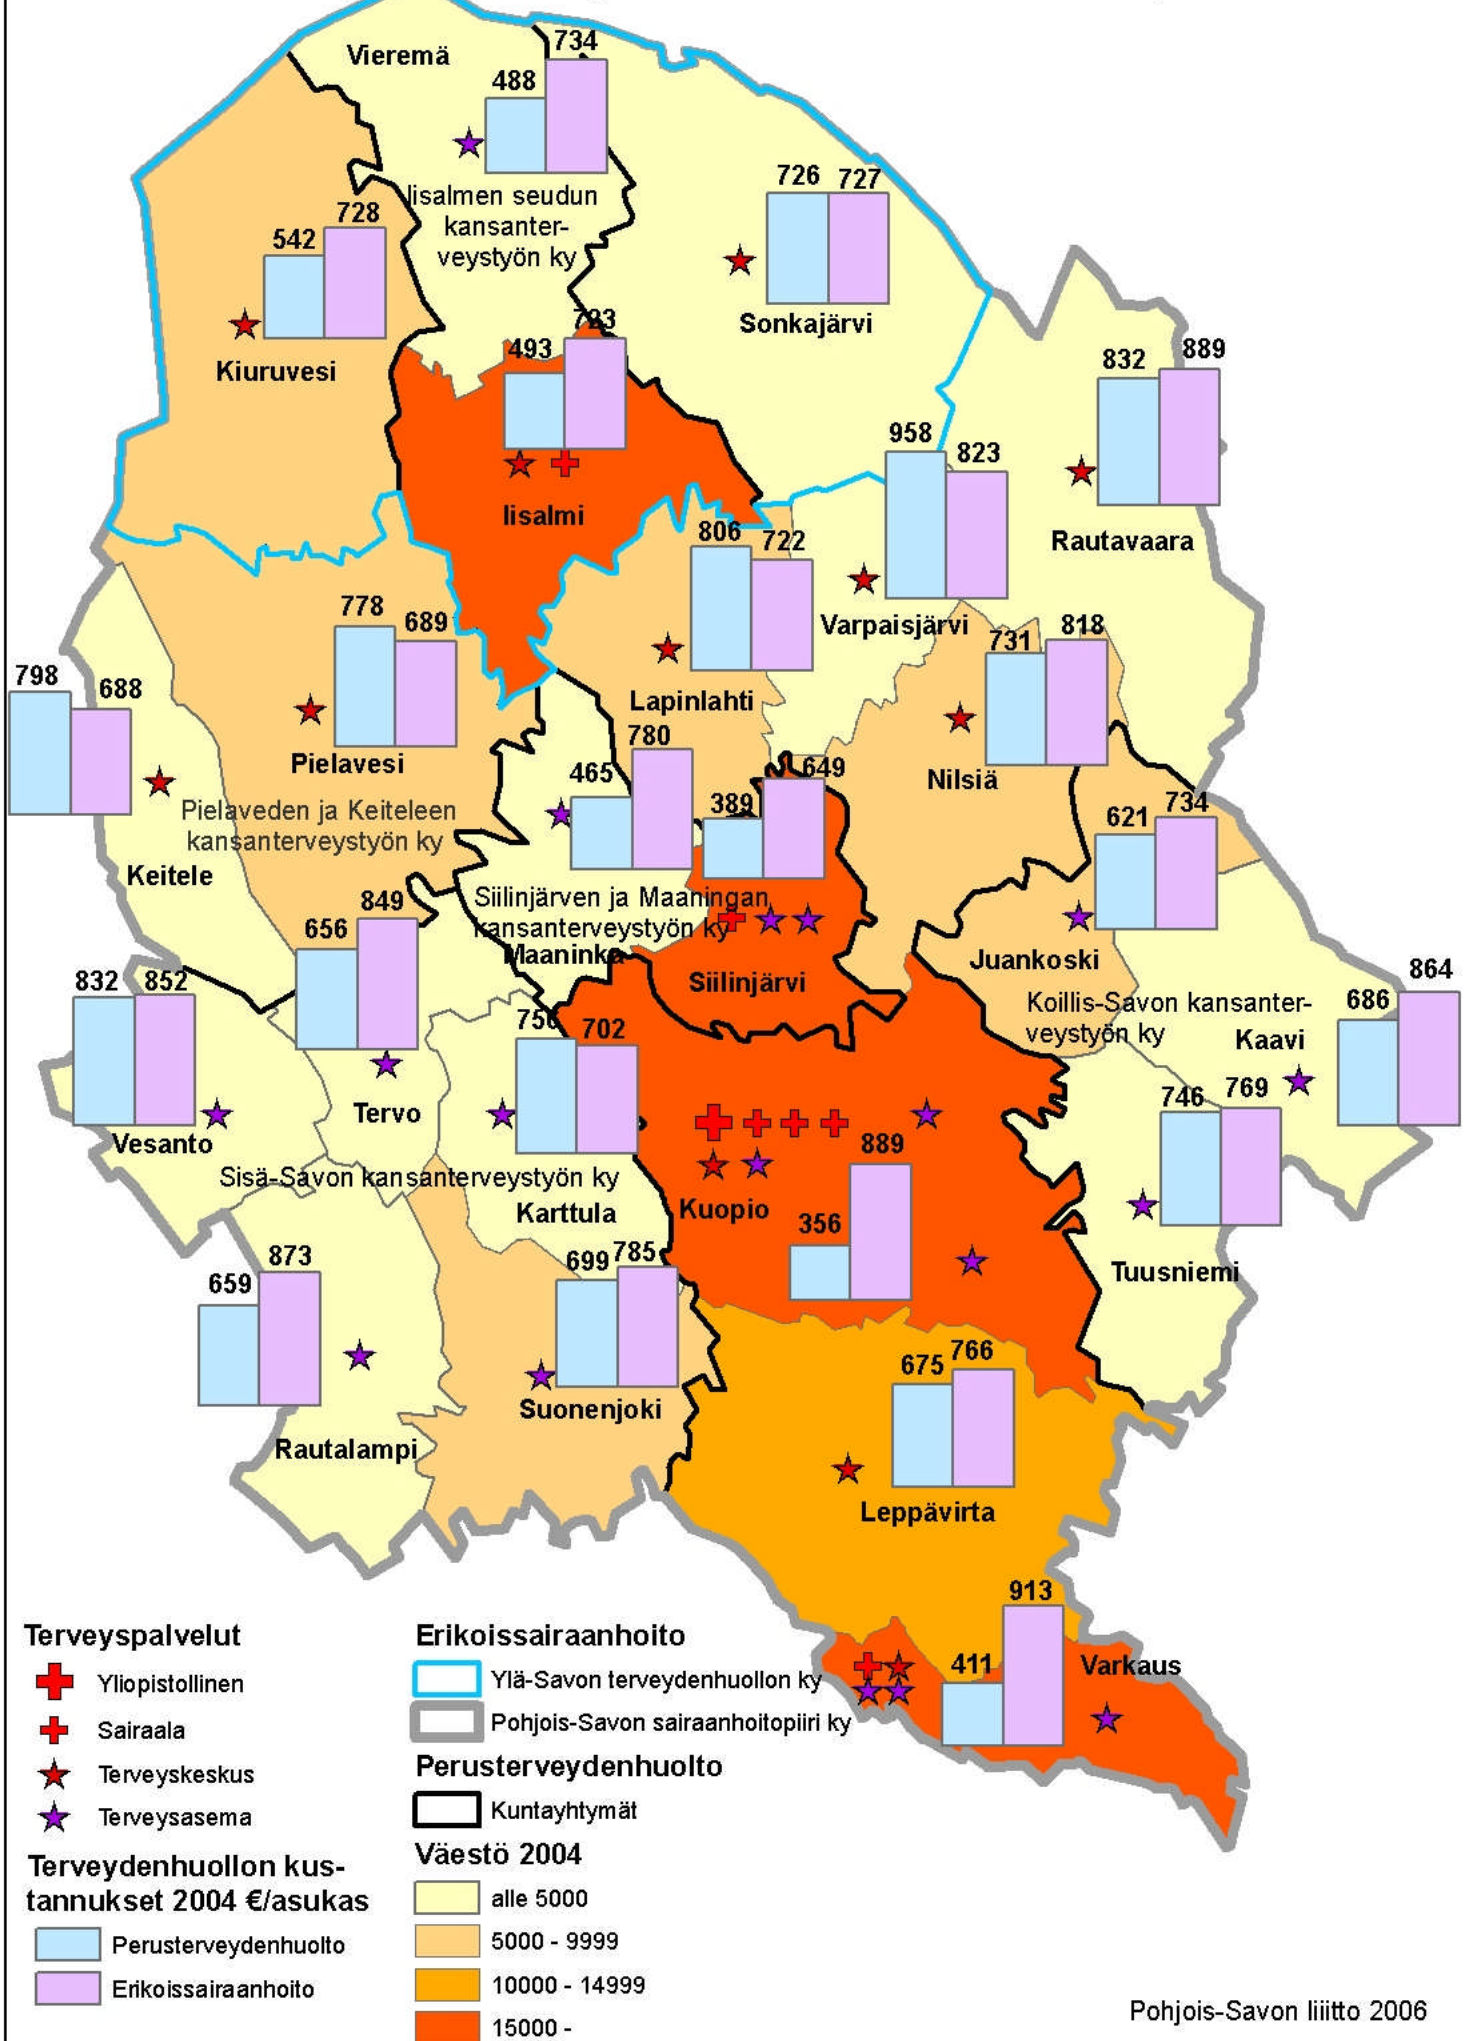 Vieremä
734
488
Iisalmen seudun
kansanter-
veystyön ky
726 727
Sonkajärvi
728
542
Kiuruvesi
723
493
Iisalmi
889
832
Rautavaara
958
823
Varpaisjärvi
806
722
Lapinlahti
778
689
Pielavesi
Pielaveden ja Keiteleen
kansanterveystyön ky
798
688
Keitele
818
731
Nilsiä
780
465
649
389
Siilinjärven ja Maaningan
kansanterveystyön ky
Maaninka
Siilinjärvi
734
621
Juankoski
Koillis-Savon kansanter-
veystyön ky
Kaavi
864
686
849
656
Tervo
832 852
Vesanto
702
Sisä-Savon kansanterveystyön ky
Karttula
746 769
Tuusniemi
889
356
Kuopio
873
659
Rautalampi
699 785
Suonenjoki
675 766
Leppävirta
913
411
Varkaus
Terveyspalvelut
Yliopistollinen
Sairaala
Terveyskeskus
Terveysasema
Terveydenhuollon kus-
tannukset 2004 €/asukas
Perusterveydenhuolto
Erikoissairaanhoito
Erikoissairaanhoito
Ylä-Savon terveydenhuollon ky
Pohjois-Savon sairaanhoitopiiri ky
Perusterveydenhuolto
Kuntayhtymät
Väestö 2004
alle 5000
5000 - 9999
10000 - 14999
15000 -
Pohjois-Savon liiitto 2006